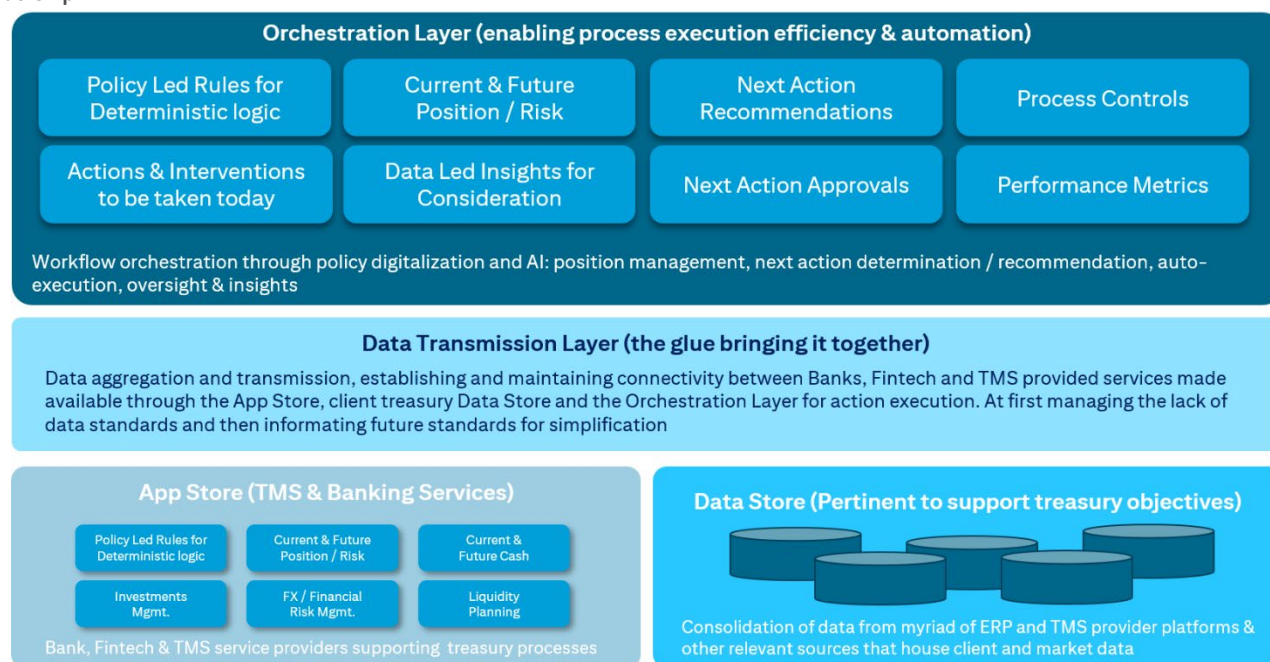 Orchestration Layer (enabling process execution efficiency & automation)
Policy Led Rules for
Deterministic logic
Current & Future
Position / Risk
Next Action
Recommendations
Process Controls
Actions & Interventions
to be taken today
Data Led Insights for
Consideration
Next Action Approvals
Performance Metrics
Workflow orchestration through policy digitalization and AI: position management, next action determination / recommendation, auto-
execution, oversight & insights
Data Transmission Layer (the glue bringing it together)
Data aggregation and transmission, establishing and maintaining connectivity between Banks, Fintech and TMS provided services made
available through the App Store, client treasury Data Store and the Orchestration Layer for action execution. At first managing the lack of
data standards and then informating future standards for simplification
App Store (TMS & Banking Services)
Policy Led Rules for
Deterministic logic
Current & Future
Position / Risk
Current &
Future Cash
Investments
Mgmt.
FX / Financial
Risk Mgmt.
Liquidity
Planning
Bank, Fintech & TMS service providers supporting treasury processes
Data Store (Pertinent to support treasury objectives)
Consolidation of data from myriad of ERP and TMS provider platforms &
other relevant sources that house client and market data